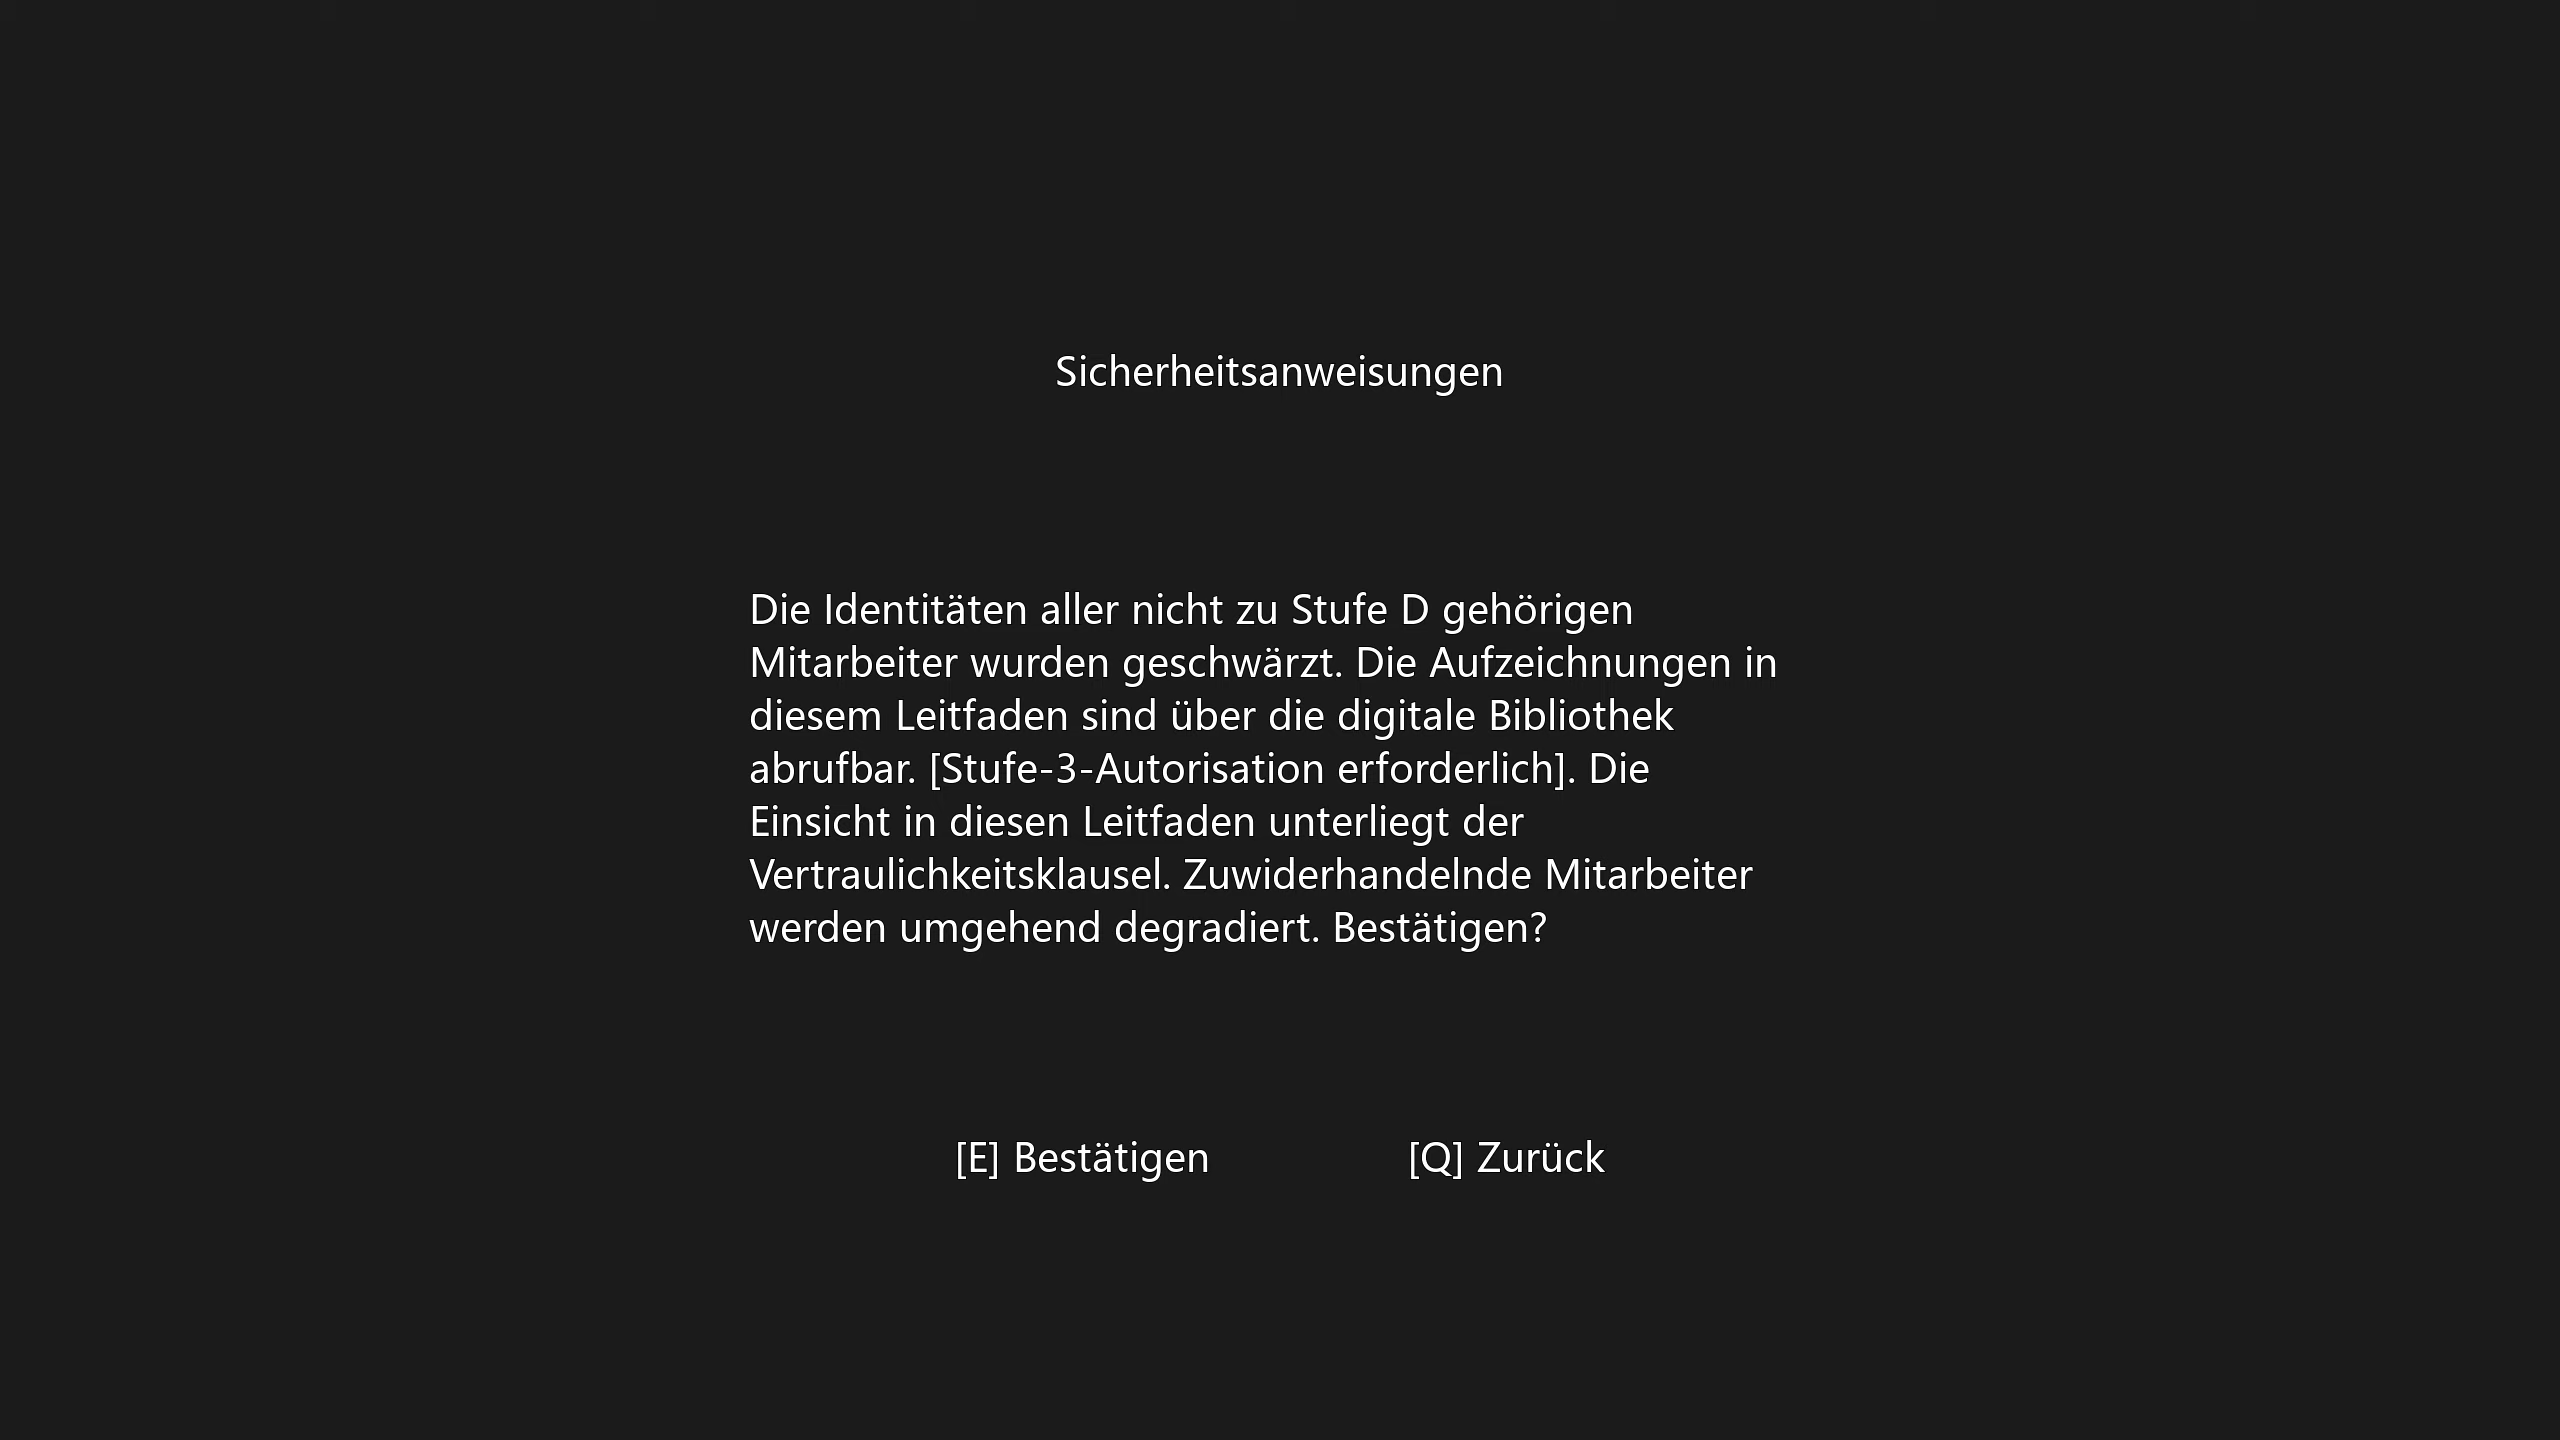 Sicherheitsanweisungen
Die Identitäten aller nicht zu Stufe D gehörigen
Mitarbeiter wurden geschwärzt. Die Aufzeichnungen in
diesem Leitfaden sind über die digitale Bibliothek
abrufbar. [Stufe-3-Autorisation erforderlich]. Die
Einsicht in diesen Leitfaden unterliegt der
Vertraulichkeitsklausel. Zuwiderhandelnde Mitarbeiter
werden umgehend degradiert. Bestätigen?
[E] Bestätigen [Q] Zurück